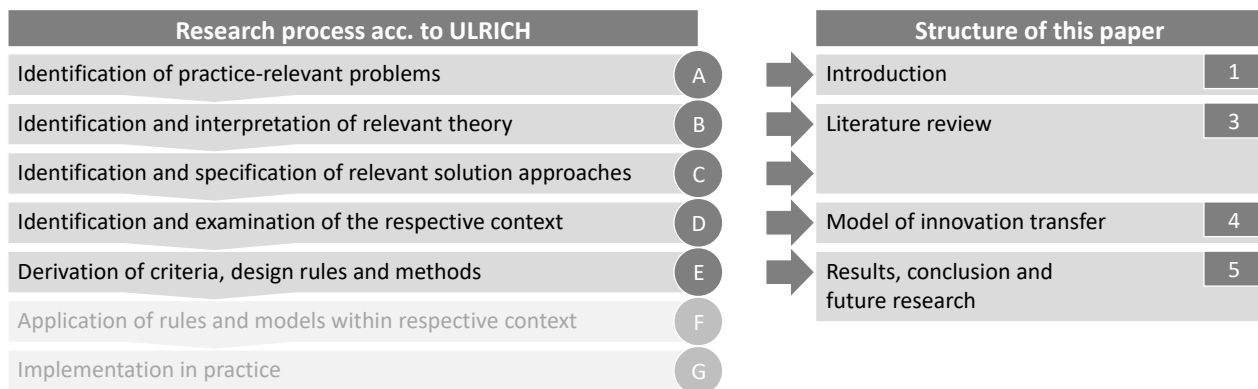 Research process acc. to ULRICH
Identification of practice-relevant problems A
Identification and interpretation of relevant theory B
Identification and specification of relevant solution approaches C
Identification and examination of the respective context D
Derivation of criteria, design rules and methods E
Application of rules and models within respective context F
Implementation in practice G
Structure of this paper
Introduction 1
Literature review 3
Model of innovation transfer 4
Results, conclusion and 5
future research